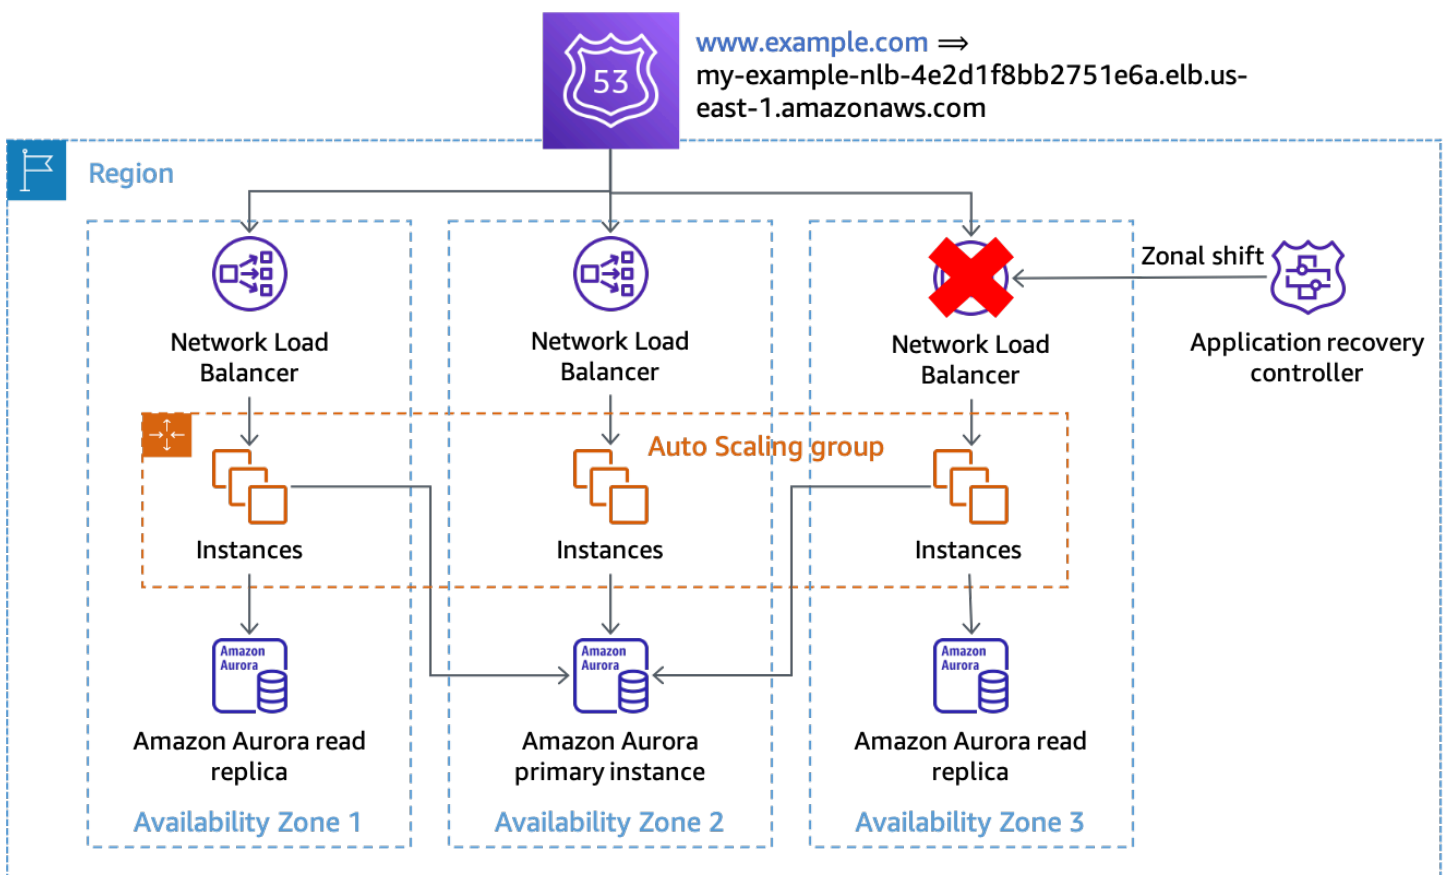 53
www.example.com ⟹
my-example-nlb-4e2d1f8bb2751e6a.elb.us-
east-1.amazonaws.com
Region
Zonal shift
Network Load
Balancer
Network Load
Balancer
Network Load
Balancer
Application recovery
controller
Auto Scaling group
Instances
Instances
Instances
Amazon
Aurora
Amazon
Aurora
Amazon
Aurora
Amazon Aurora read
replica
Amazon Aurora
primary instance
Amazon Aurora read
replica
Availability Zone 1
Availability Zone 2
Availability Zone 3